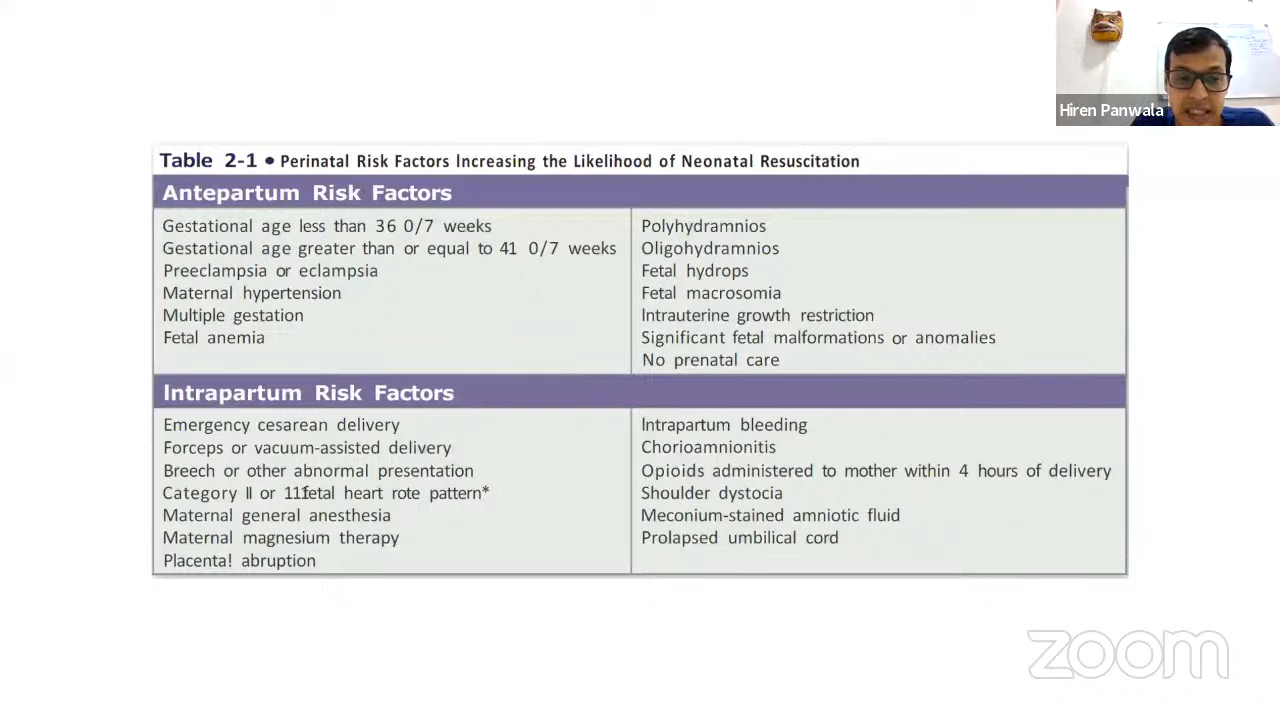 Hiren Panwala
Table 2-1 • Perinatal Risk Factors Increasing the Likelihood of Neonatal Resuscitation
Antepartum Risk Factors
Gestational age less than 36 0/7 weeks
Gestational age greater than or equal to 41 0/7 weeks
Preeclampsia or eclampsia
Maternal hypertension
Multiple gestation
Fetal anemia
Polyhydramnios
Oligohydramnios
Fetal hydrops
Fetal macrosomia
Intrauterine growth restriction
Significant fetal malformations or anomalies
No prenatal care
Intrapartum Risk Factors
Emergency cesarean delivery
Forceps or vacuum-assisted delivery
Breech or other abnormal presentation
Category II or 111fetal heart rote pattern*
Maternal general anesthesia
Maternal magnesium therapy
Placenta! abruption
Intrapartum bleeding
Chorioamnionitis
Opioids administered to mother within 4 hours of delivery
Shoulder dystocia
Meconium-stained amniotic fluid
Prolapsed umbilical cord
zoom